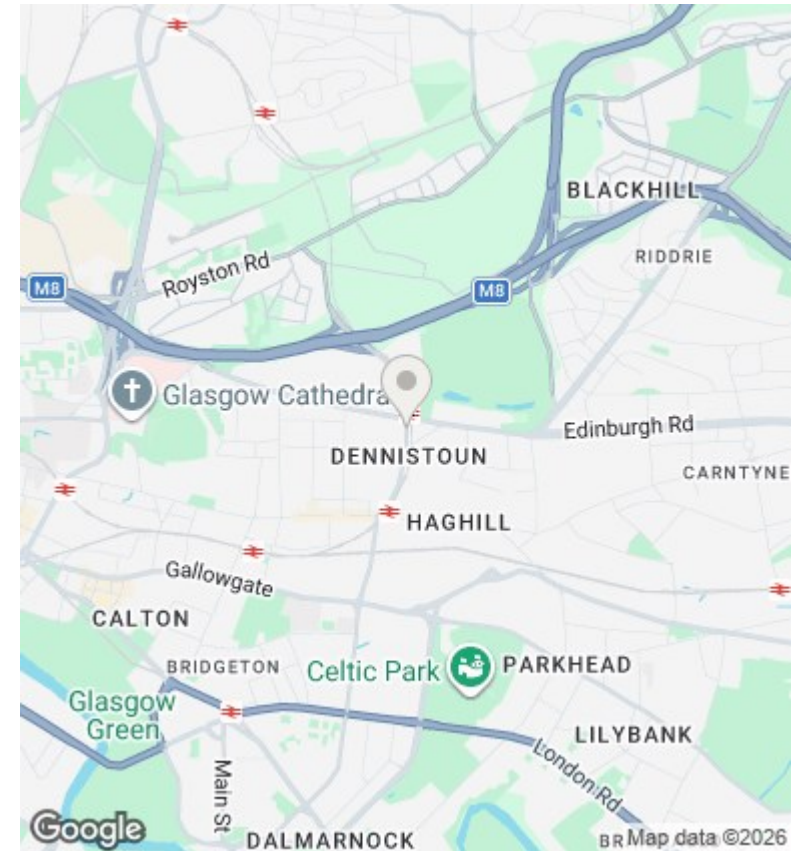 BLACKHILL
RIDDRIE
Royston Rd
M8
M8
Glasgow Cathedra
Edinburgh Rd
DENNISTOUN
CARNTYNE
HAGHILL
Gallowgate
CALTON
BRIDGETON
Celtic Park
PARKHEAD
Glasgow
Green
LILYBANK
London Rd
Main St
Google
DALMARNOCK
BR
Map data ©2026